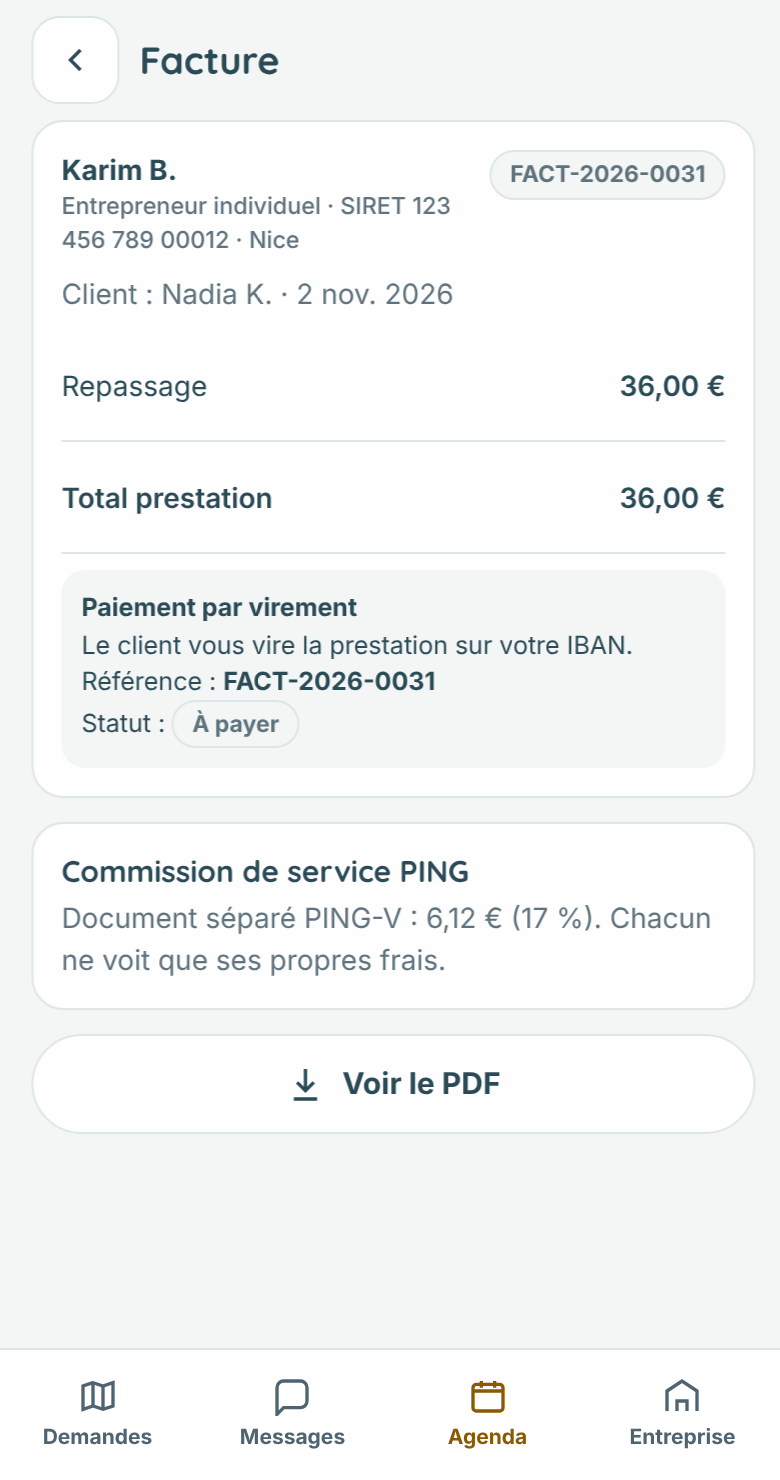 Facture
Karim B.
FACT-2026-0031
Entrepreneur individuel · SIRET 123
456 789 00012 · Nice
Client : Nadia K. · 2 nov. 2026
Repassage 36,00 €
Total prestation 36,00 €
Paiement par virement
Le client vous vire la prestation sur votre IBAN.
Référence : FACT-2026-0031
Statut : À payer
Commission de service PING
Document séparé PING-V : 6,12 € (17 %). Chacun
ne voit que ses propres frais.
Voir le PDF
Demandes Messages Agenda Entreprise